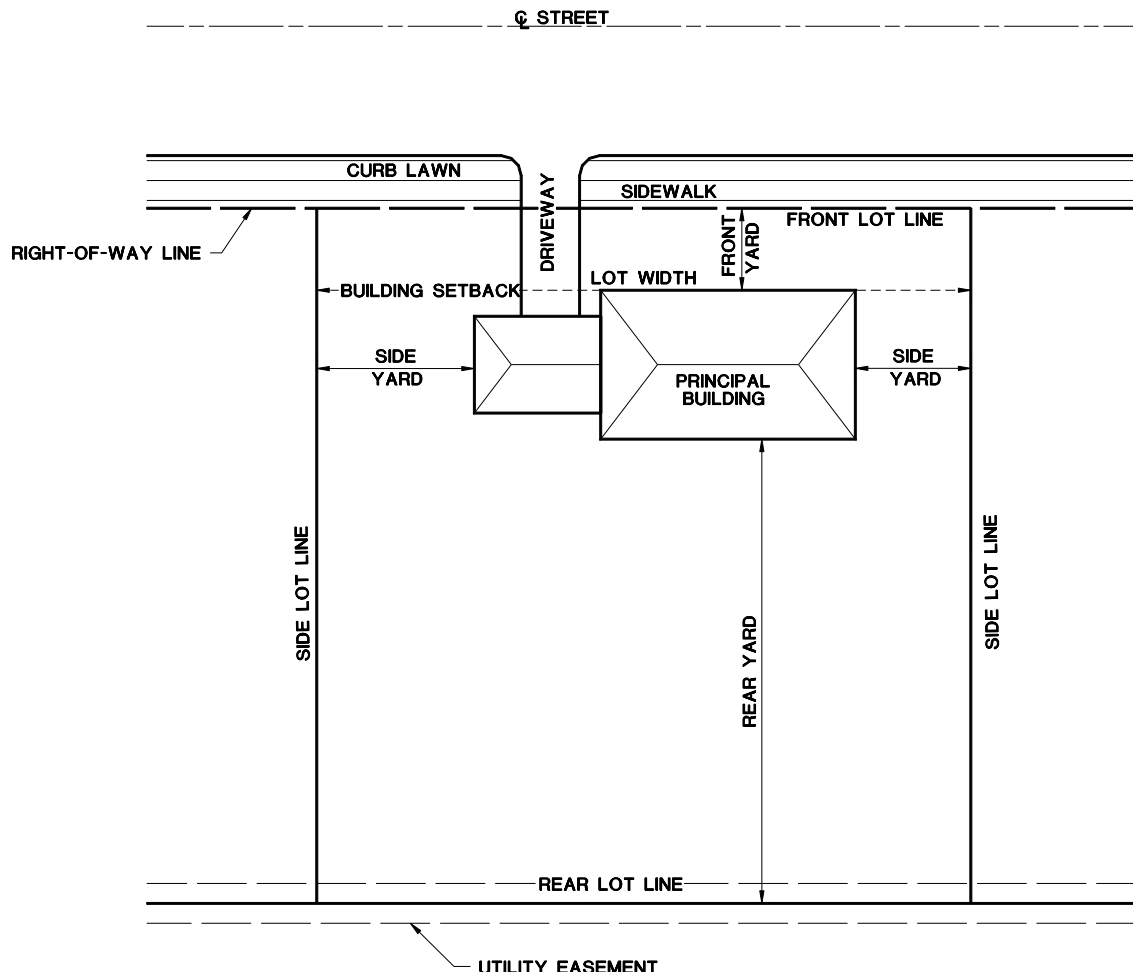 ℄ STREET
CURB LAWN
SIDEWALK
DRIVEWAY
FRONT LOT LINE
RIGHT-OF-WAY LINE
FRONT
YARD
LOT WIDTH
BUILDING SETBACK
SIDE
YARD
PRINCIPAL
BUILDING
SIDE
YARD
SIDE LOT LINE
SIDE LOT LINE
REAR YARD
REAR LOT LINE
UTILITY EASEMENT